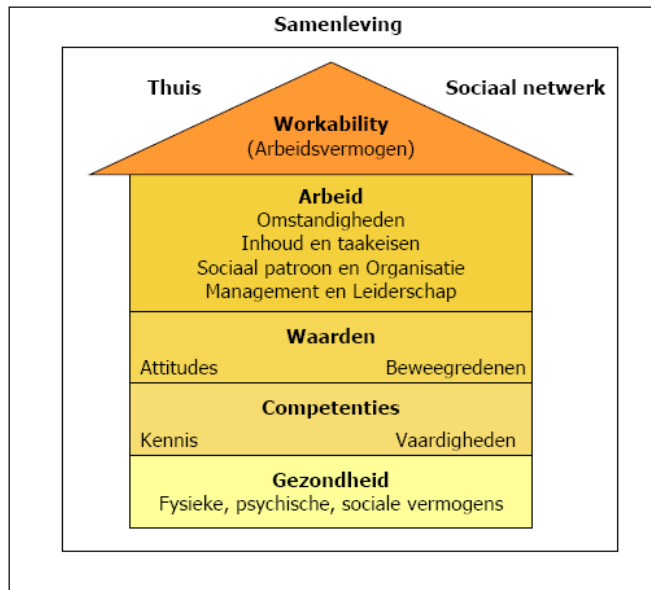 Samenleving
Thuis
Sociaal netwerk
Workability
(Arbeidsvermogen)
Arbeid
Omstandigheden
Inhoud en taakeisen
Sociaal patroon en Organisatie
Management en Leiderschap
Waarden
Attitudes Beweegredenen
Competenties
Kennis Vaardigheden
Gezondheid
Fysieke, psychische, sociale vermogens